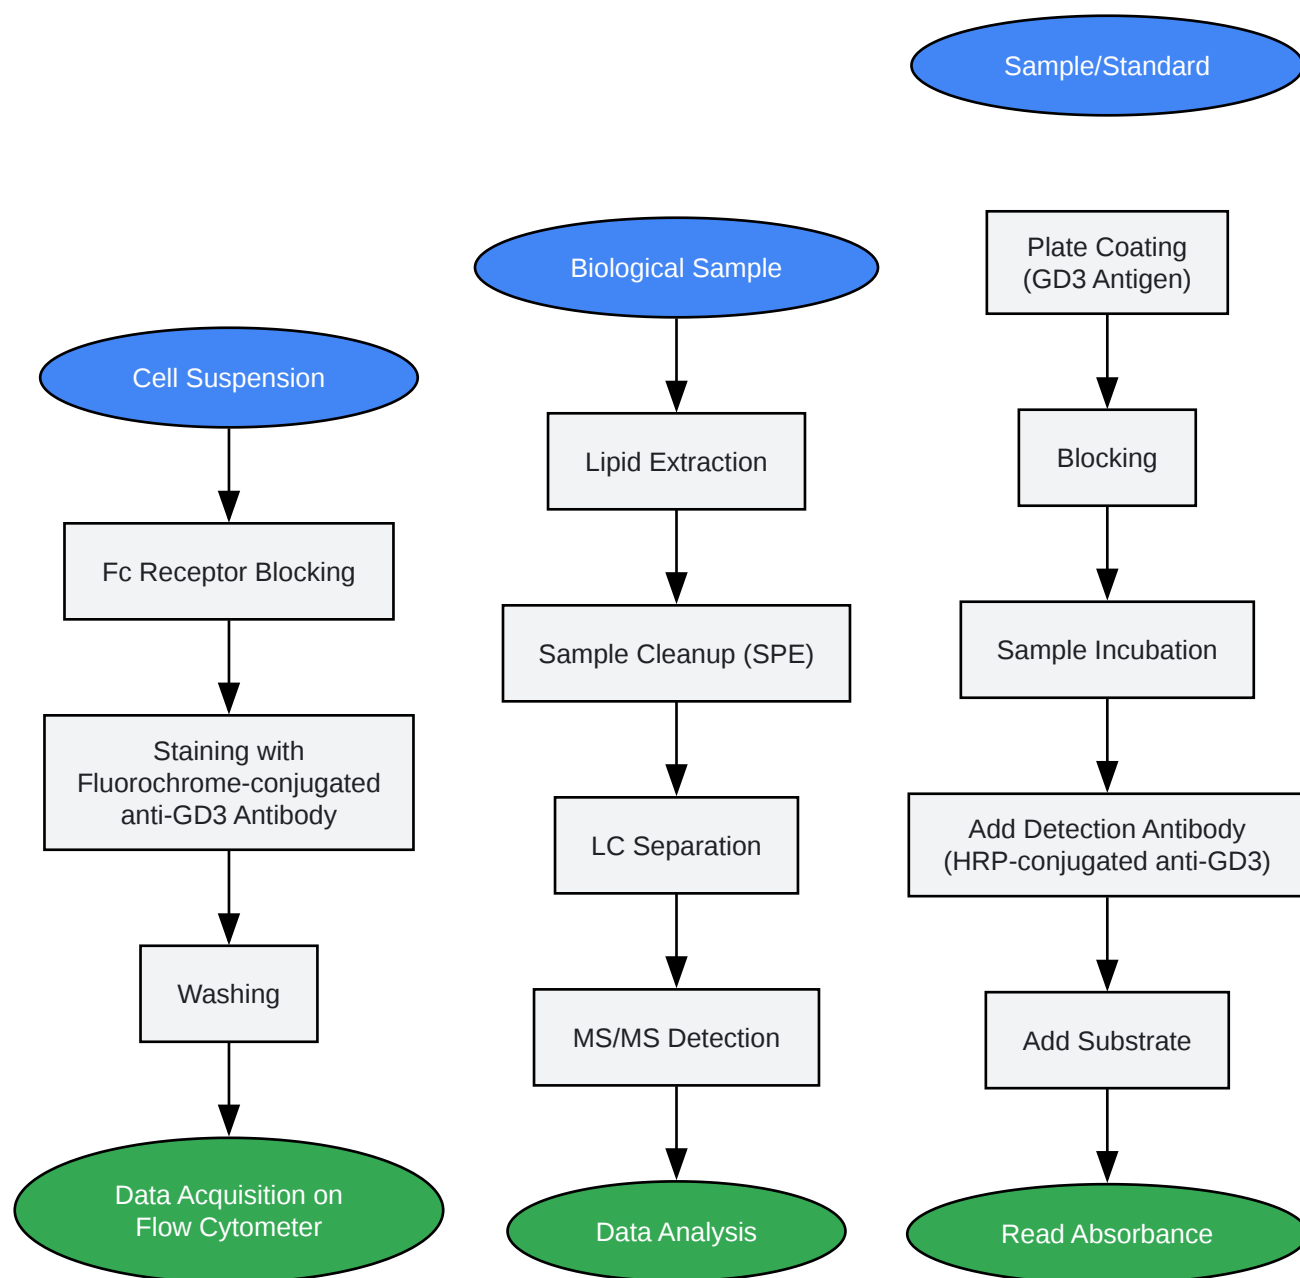 Cell Suspension
Fc Receptor Blocking
Staining with
Fluorochrome-conjugated
anti-GD3 Antibody
Washing
Data Acquisition on
Flow Cytometer
Biological Sample
Lipid Extraction
Sample Cleanup (SPE)
LC Separation
MS/MS Detection
Data Analysis
Sample/Standard
Plate Coating
(GD3 Antigen)
Blocking
Sample Incubation
Add Detection Antibody
(HRP-conjugated anti-GD3)
Add Substrate
Read Absorbance